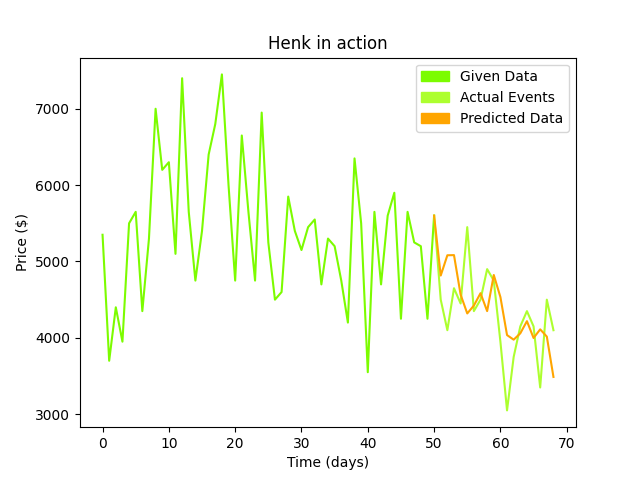 Henk in action
Given Data
Actual Events
Predicted Data
Price ($)
7000
6000
5000
4000
3000
0 10 20 30 40 50 60 70
Time (days)